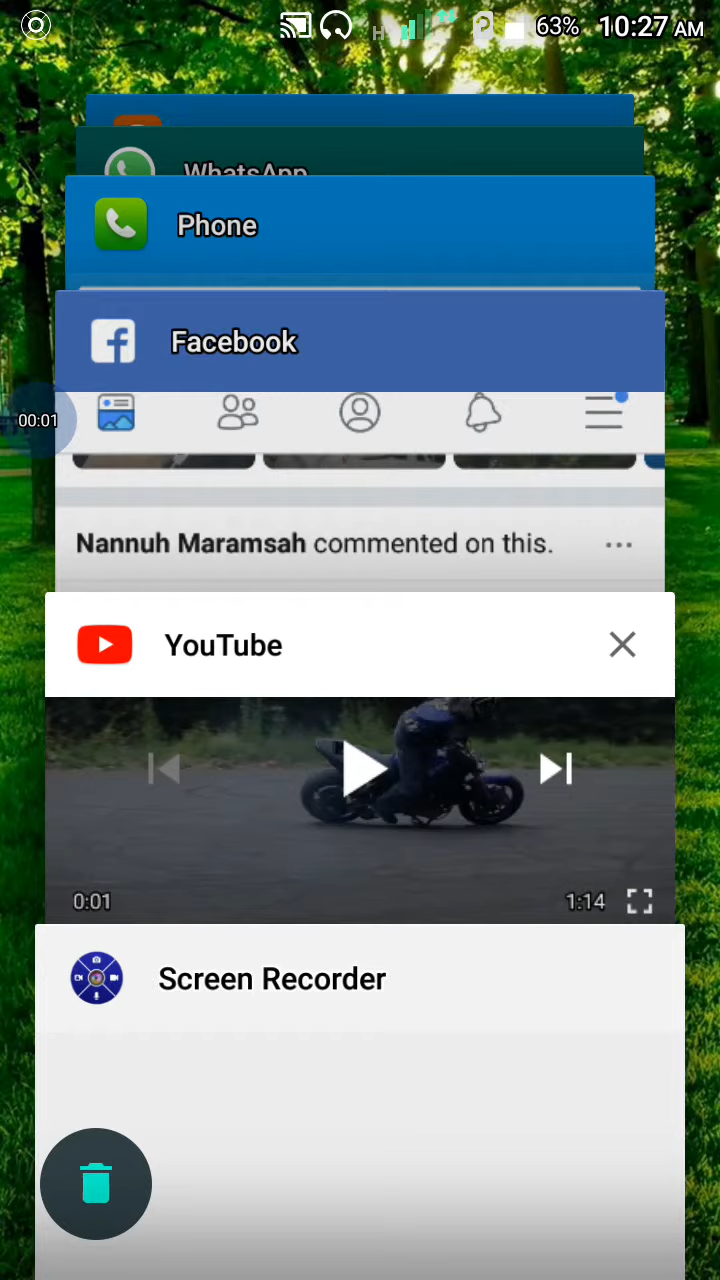 H 63% 10:27 AM
WhatsApp
Phone
Facebook
00:01
Nannuh Maramsah commented on this. ...
YouTube
0:01 1:14
Screen Recorder